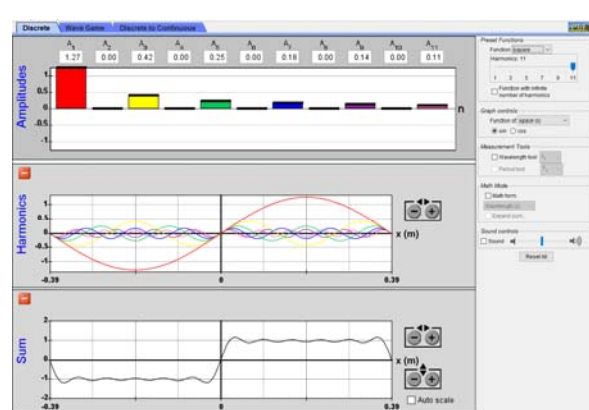 Discrete
Wave Game
Discrete to Continuous
A1 A2 A3 A4 A5 A6 A7 A8 A9 A10 A11
1.27 0.00 0.42 0.00 0.25 0.00 0.18 0.00 0.14 0.00 0.11
Amplitudes
1
.5
-.5
-1
n
Harmonics
1
0.5
0
-0.5
-1
x (m)
-0.39 0 0.39
Sum
2
1
0
-1
-2
x (m)
-0.39 0 0.39
Auto scale
Preset Functions
Function: square
Harmonics: 11
1 3 5 7 9 11
Function with infinite
number of harmonics
Graph controls
Function of: space (x)
sin cos
Measurement Tools
Wavelength tool
Period tool
Math Mode
Math form
Wavelength (λ)
Expand sum
Sound controls
Sound
Reset All